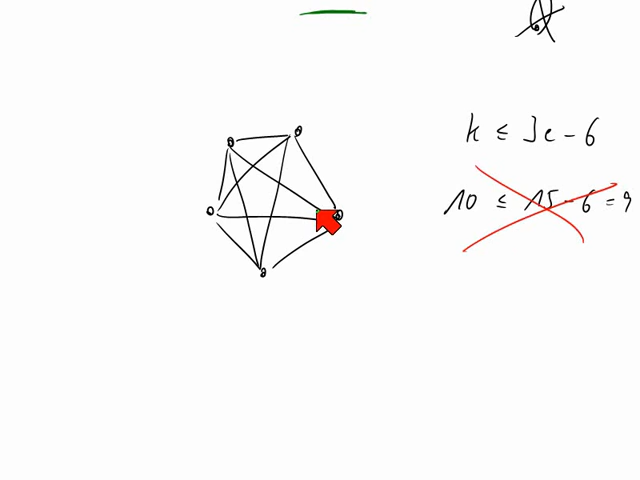 k ≤ 3e - 6
10 ≤ 15 - 6 = 9